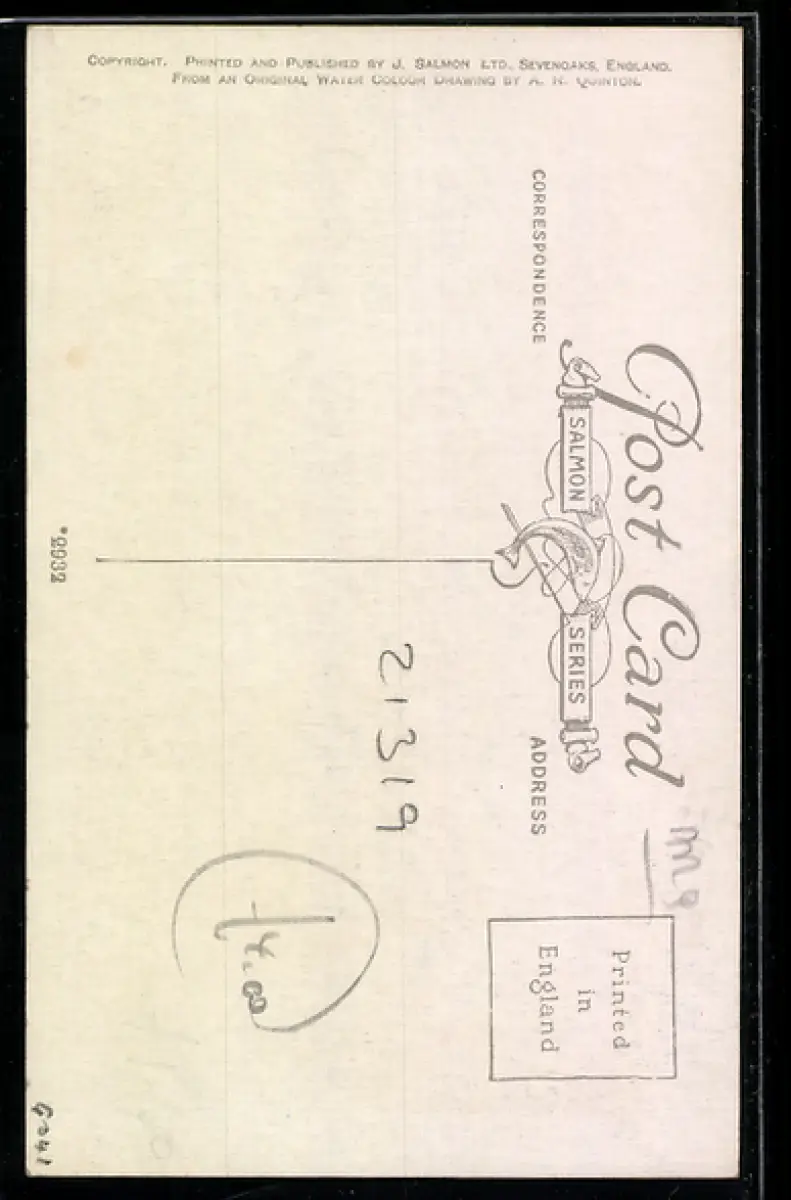 COPYRIGHT. PRINTED AND PUBLISHED BY J. SALMON LTD., SEVENOAKS, ENGLAND.
FROM AN ORIGINAL WATER COLOUR DRAWING BY A. R. QUINTON.
Post Card
SALMON SERIES
CORRESPONDENCE
ADDRESS
Printed
in
England
21319
*2932